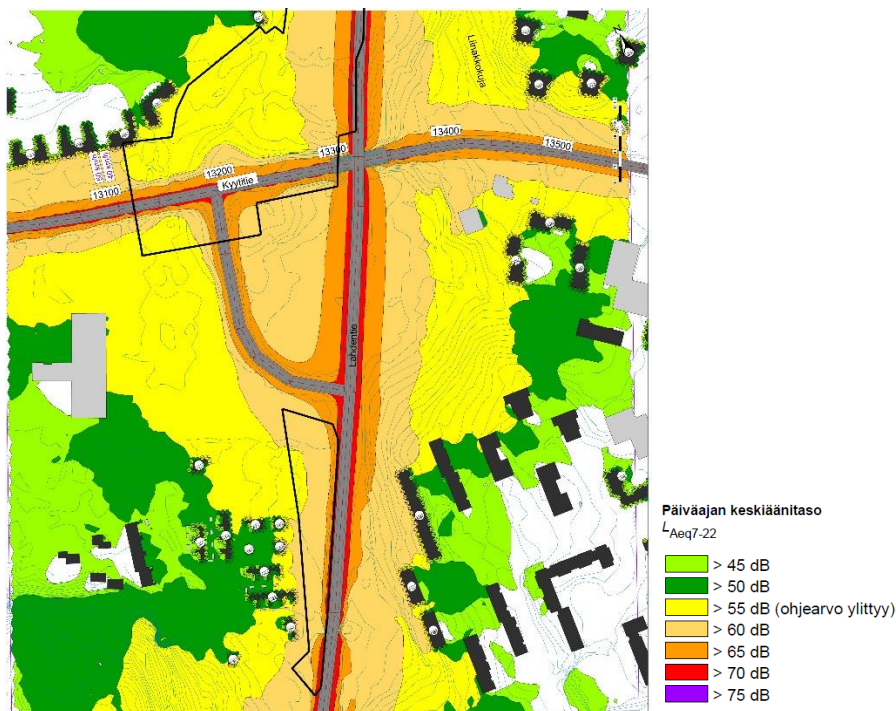 Liinakkokuja
13400
13500
13300
13200
Kyytitie
13100
Lahdentie
Päiväajan keskiäänitaso
LAeq7-22
> 45 dB
> 50 dB
> 55 dB (ohjearvo ylittyy)
> 60 dB
> 65 dB
> 70 dB
> 75 dB